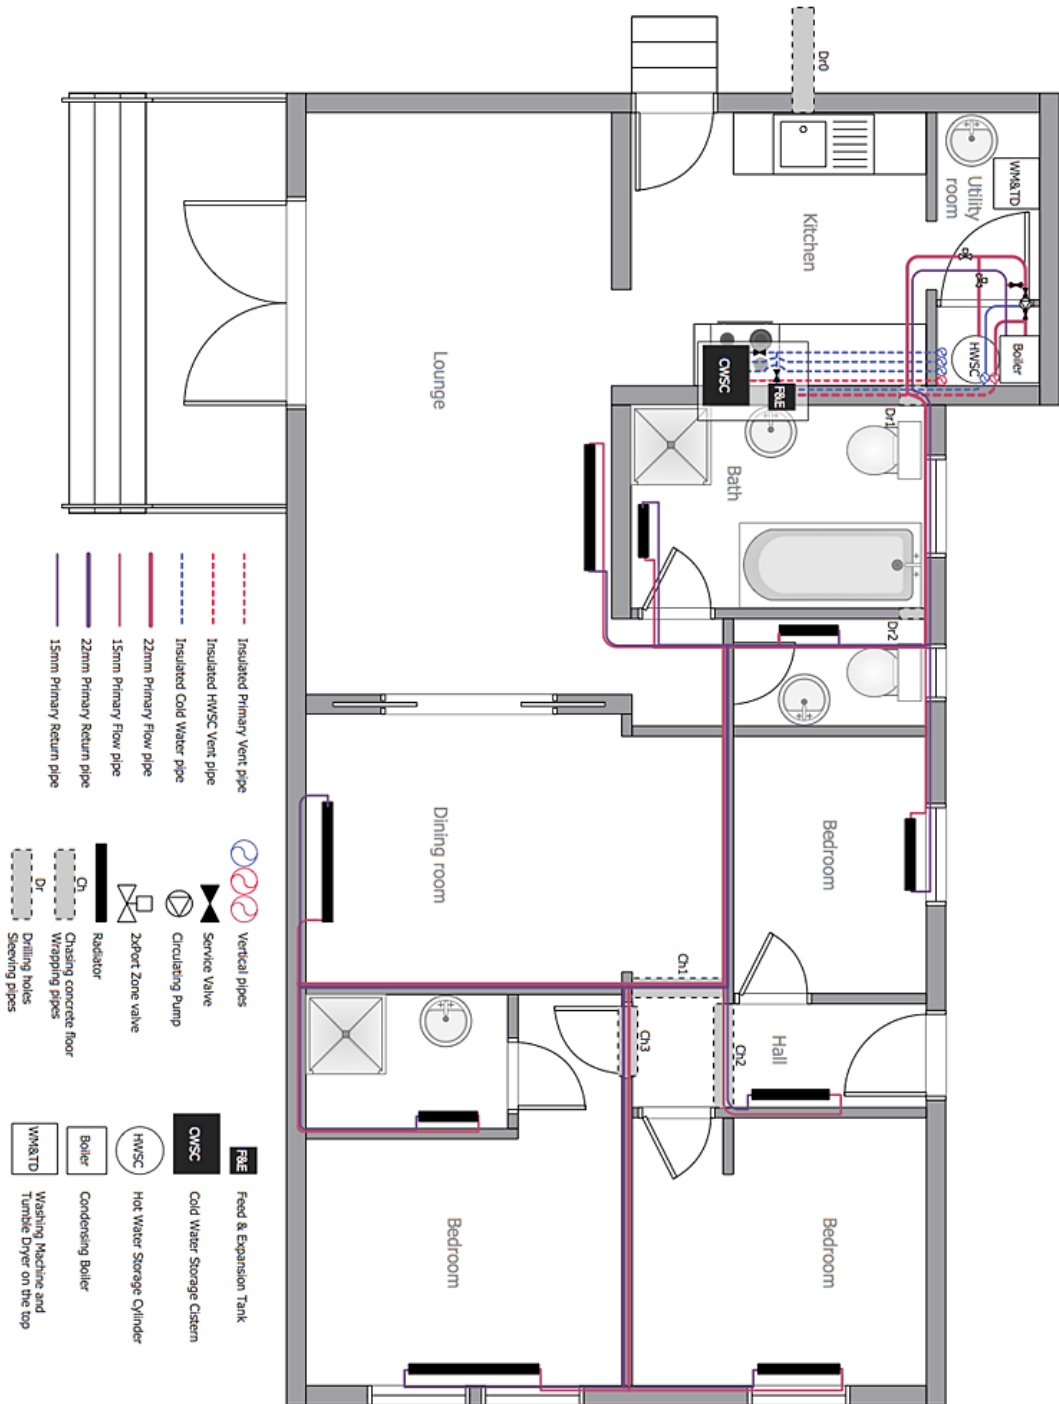 Dr0
WM&TD
Utility
room
Kitchen
Boiler
HWSC
CWSC
F&E
Lounge
Dr1
Bath
Dr2
Dining room
Bedroom
Ch1
Ch2
Ch3
Hall
Bedroom
Bedroom
Insulated Primary Vent pipe
Insulated HWSC Vent pipe
Insulated Cold Water pipe
22mm Primary Flow pipe
15mm Primary Flow pipe
22mm Primary Return pipe
15mm Primary Return pipe
Vertical pipes
Service Valve
Circulating Pump
2xPort Zone valve
Radiator
Ch
Chasing concrete floor
Wrapping pipes
Dr
Drilling holes
Sleeving pipes
F&E
Feed & Expansion Tank
CWSC
Cold Water Storage Cistern
HWSC
Hot Water Storage Cylinder
Boiler
Condensing Boiler
WM&TD
Washing Machine and
Tumble Dryer on the top